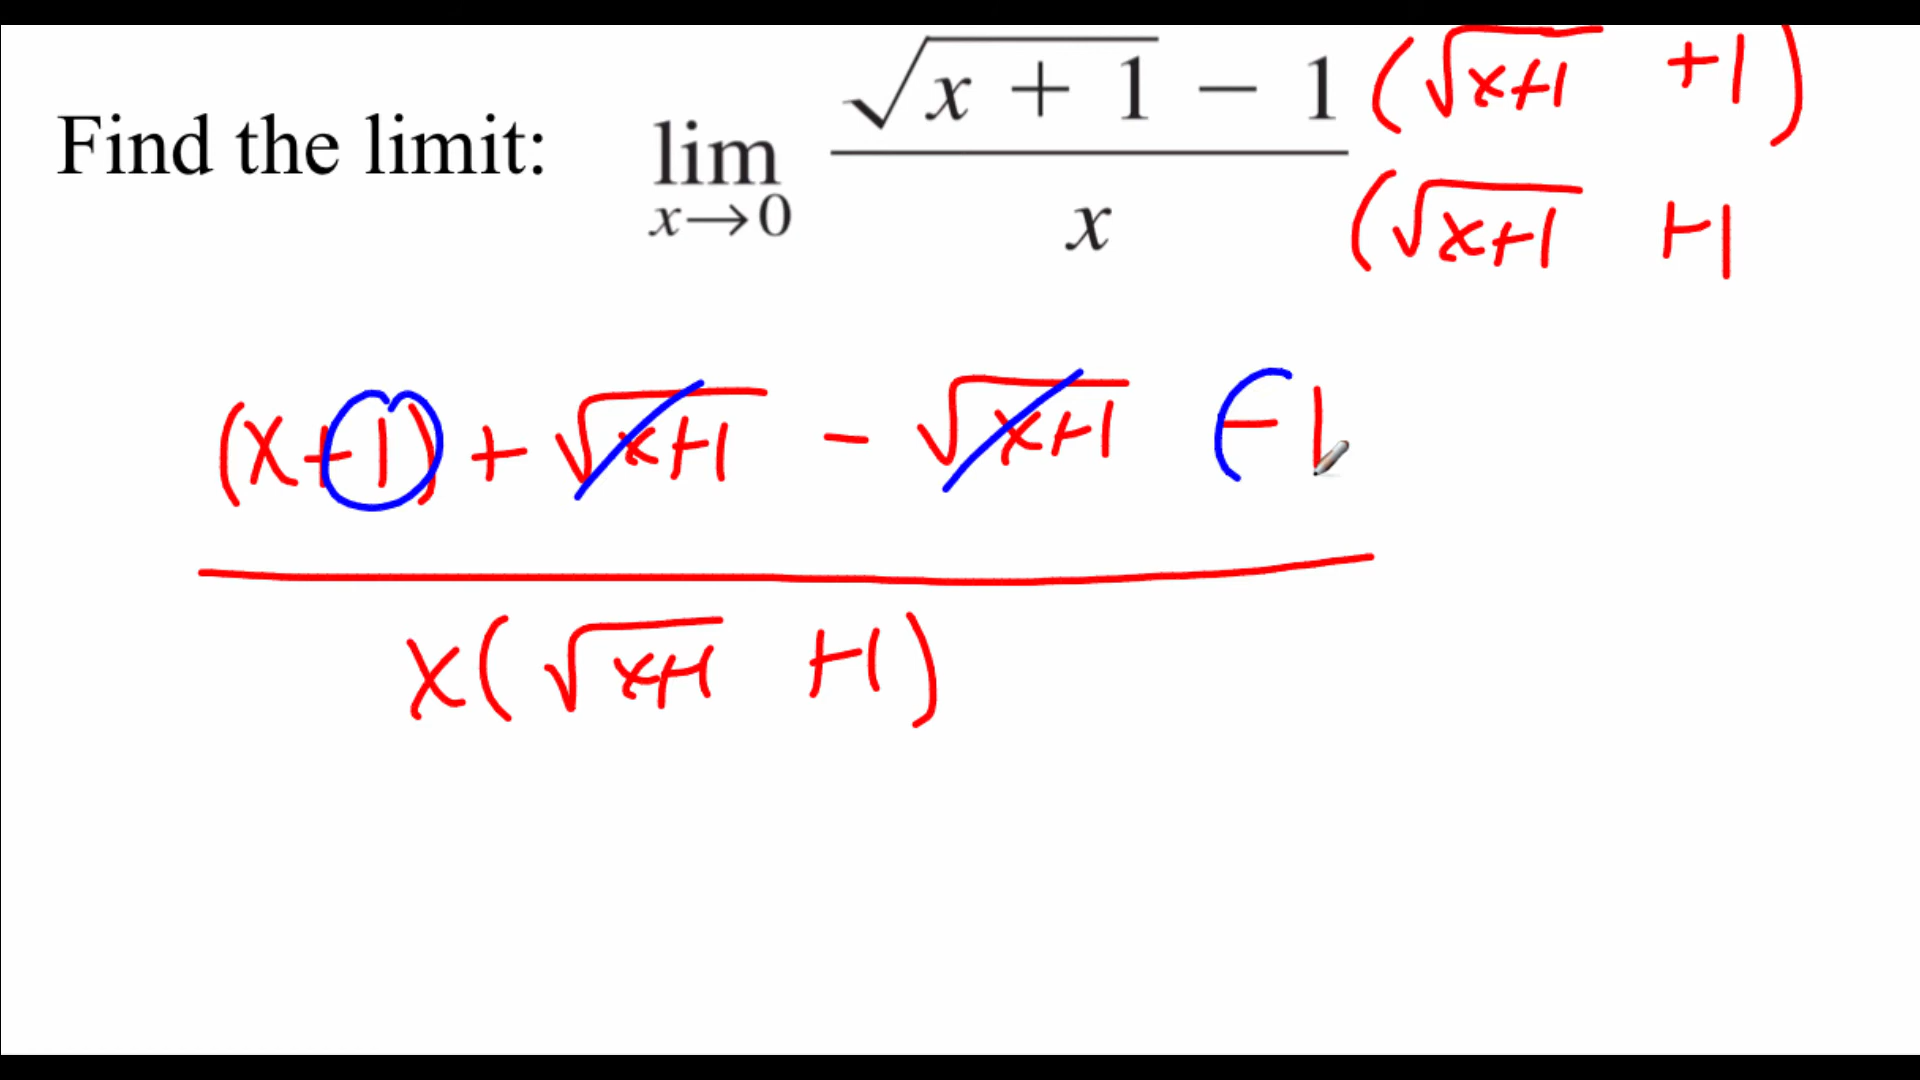 Find the limit: lim x→0 √(x + 1) − 1 / x
(√x+1 +1)
(√x+1 +1
(x+1) + √x+1 − √x+1 −1
x(√x+1 +1)